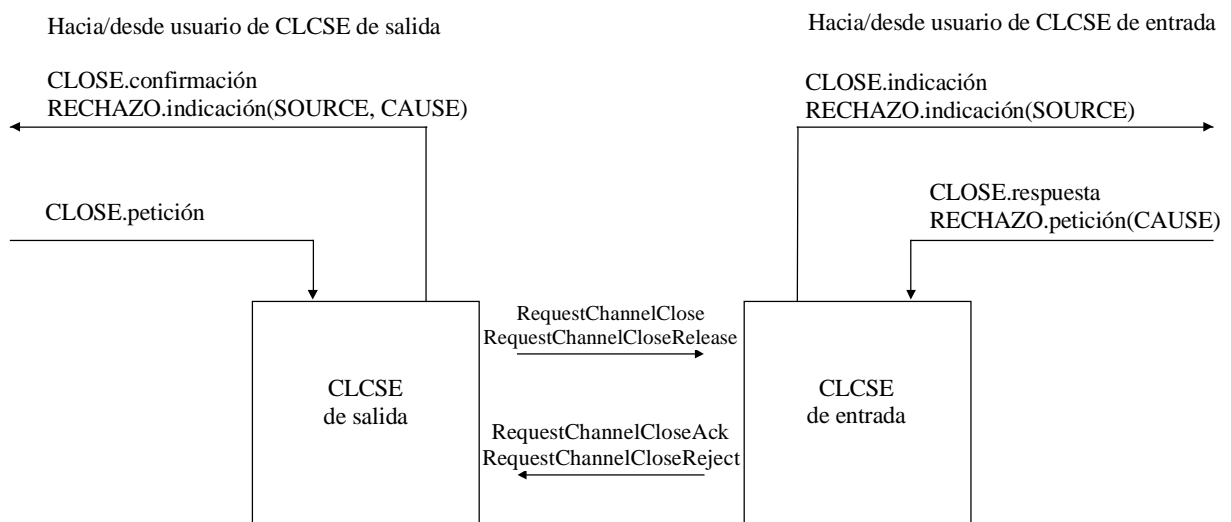 Hacia/desde usuario de CLCSE de salida
Hacia/desde usuario de CLCSE de entrada
CLOSE.confirmación
RECHAZO.indicación(SOURCE, CAUSE)
CLOSE.indicación
RECHAZO.indicación(SOURCE)
CLOSE.petición
CLOSE.respuesta
RECHAZO.petición(CAUSE)
RequestChannelClose
RequestChannelCloseRelease
CLCSE
de salida
CLCSE
de entrada
RequestChannelCloseAck
RequestChannelCloseReject